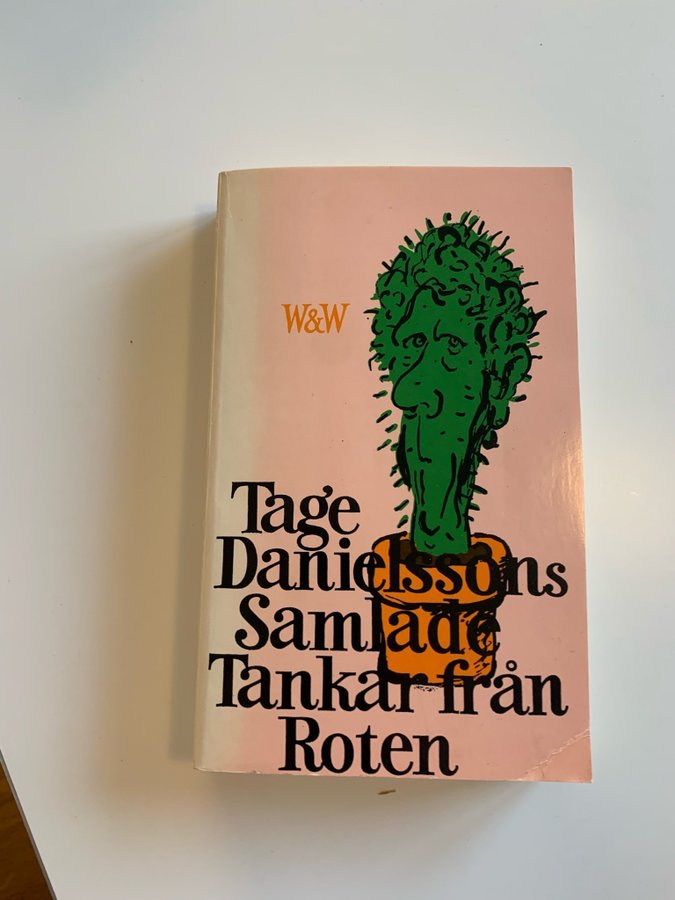 W&W
Tage
Danielssons
Samlade
Tankar från
Roten